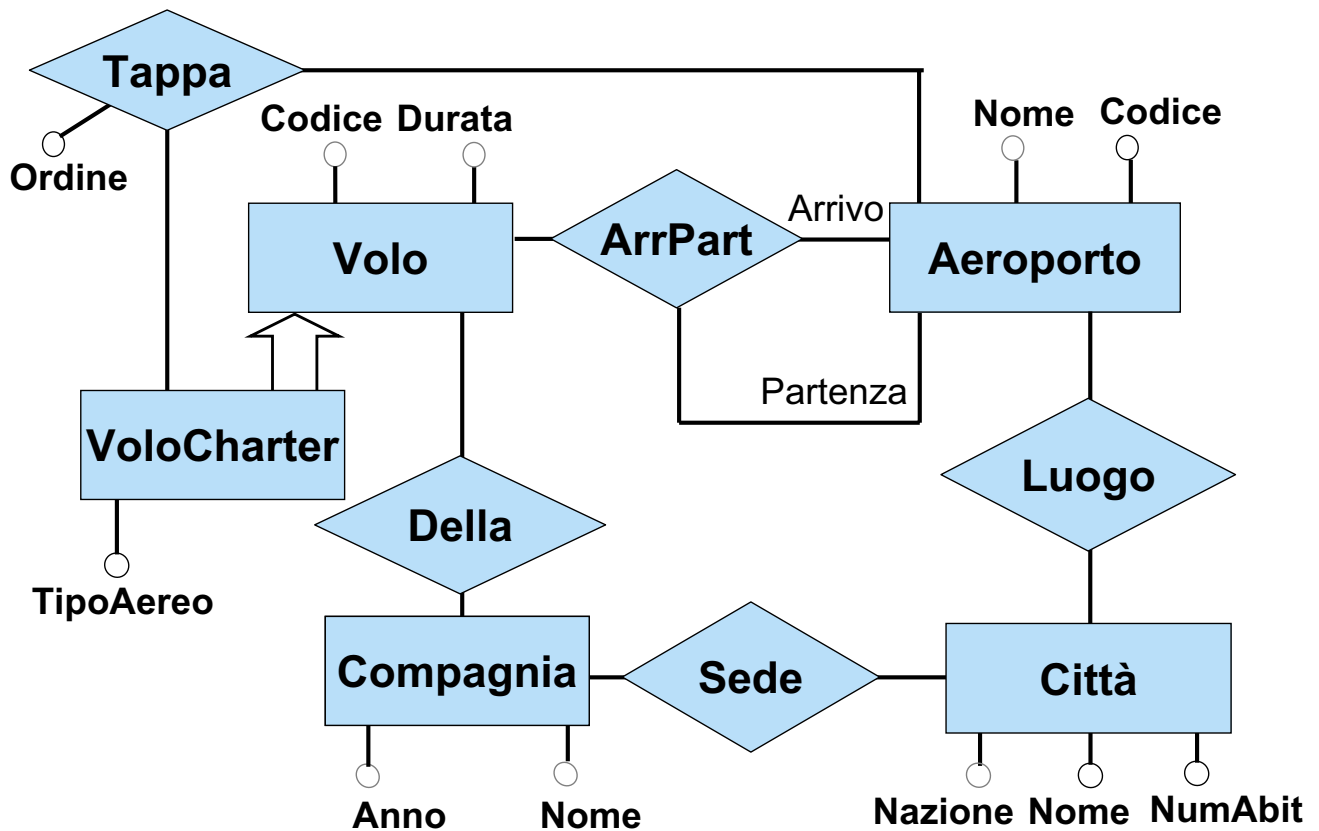 Tappa
Codice Durata
Nome Codice
Ordine
Arrivo
Volo
ArrPart
Aeroporto
Partenza
VoloCharter
Luogo
Della
TipoAereo
Compagnia
Sede
Città
Anno
Nome
Nazione Nome NumAbit